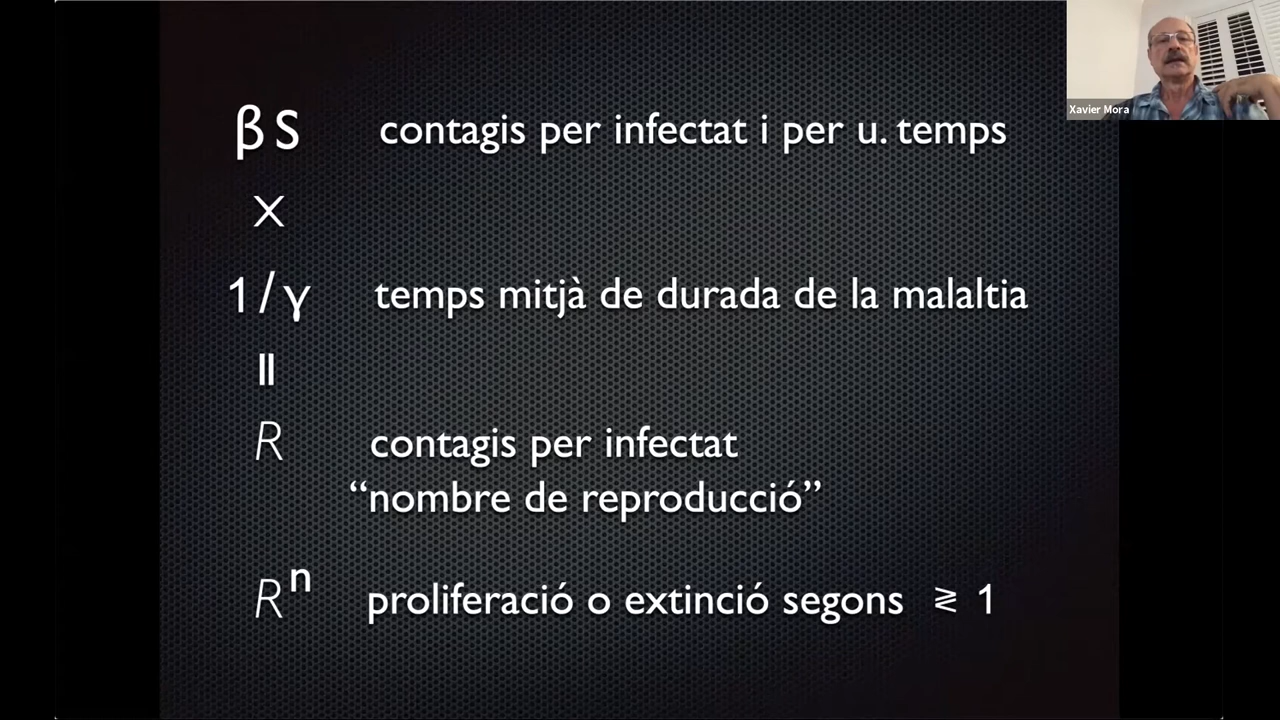 Xavier Mora
β S contagis per infectat i per u. temps
×
1/γ temps mitjà de durada de la malaltia
=
R contagis per infectat
“nombre de reproducció”
Rⁿ proliferació o extinció segons ≷ 1